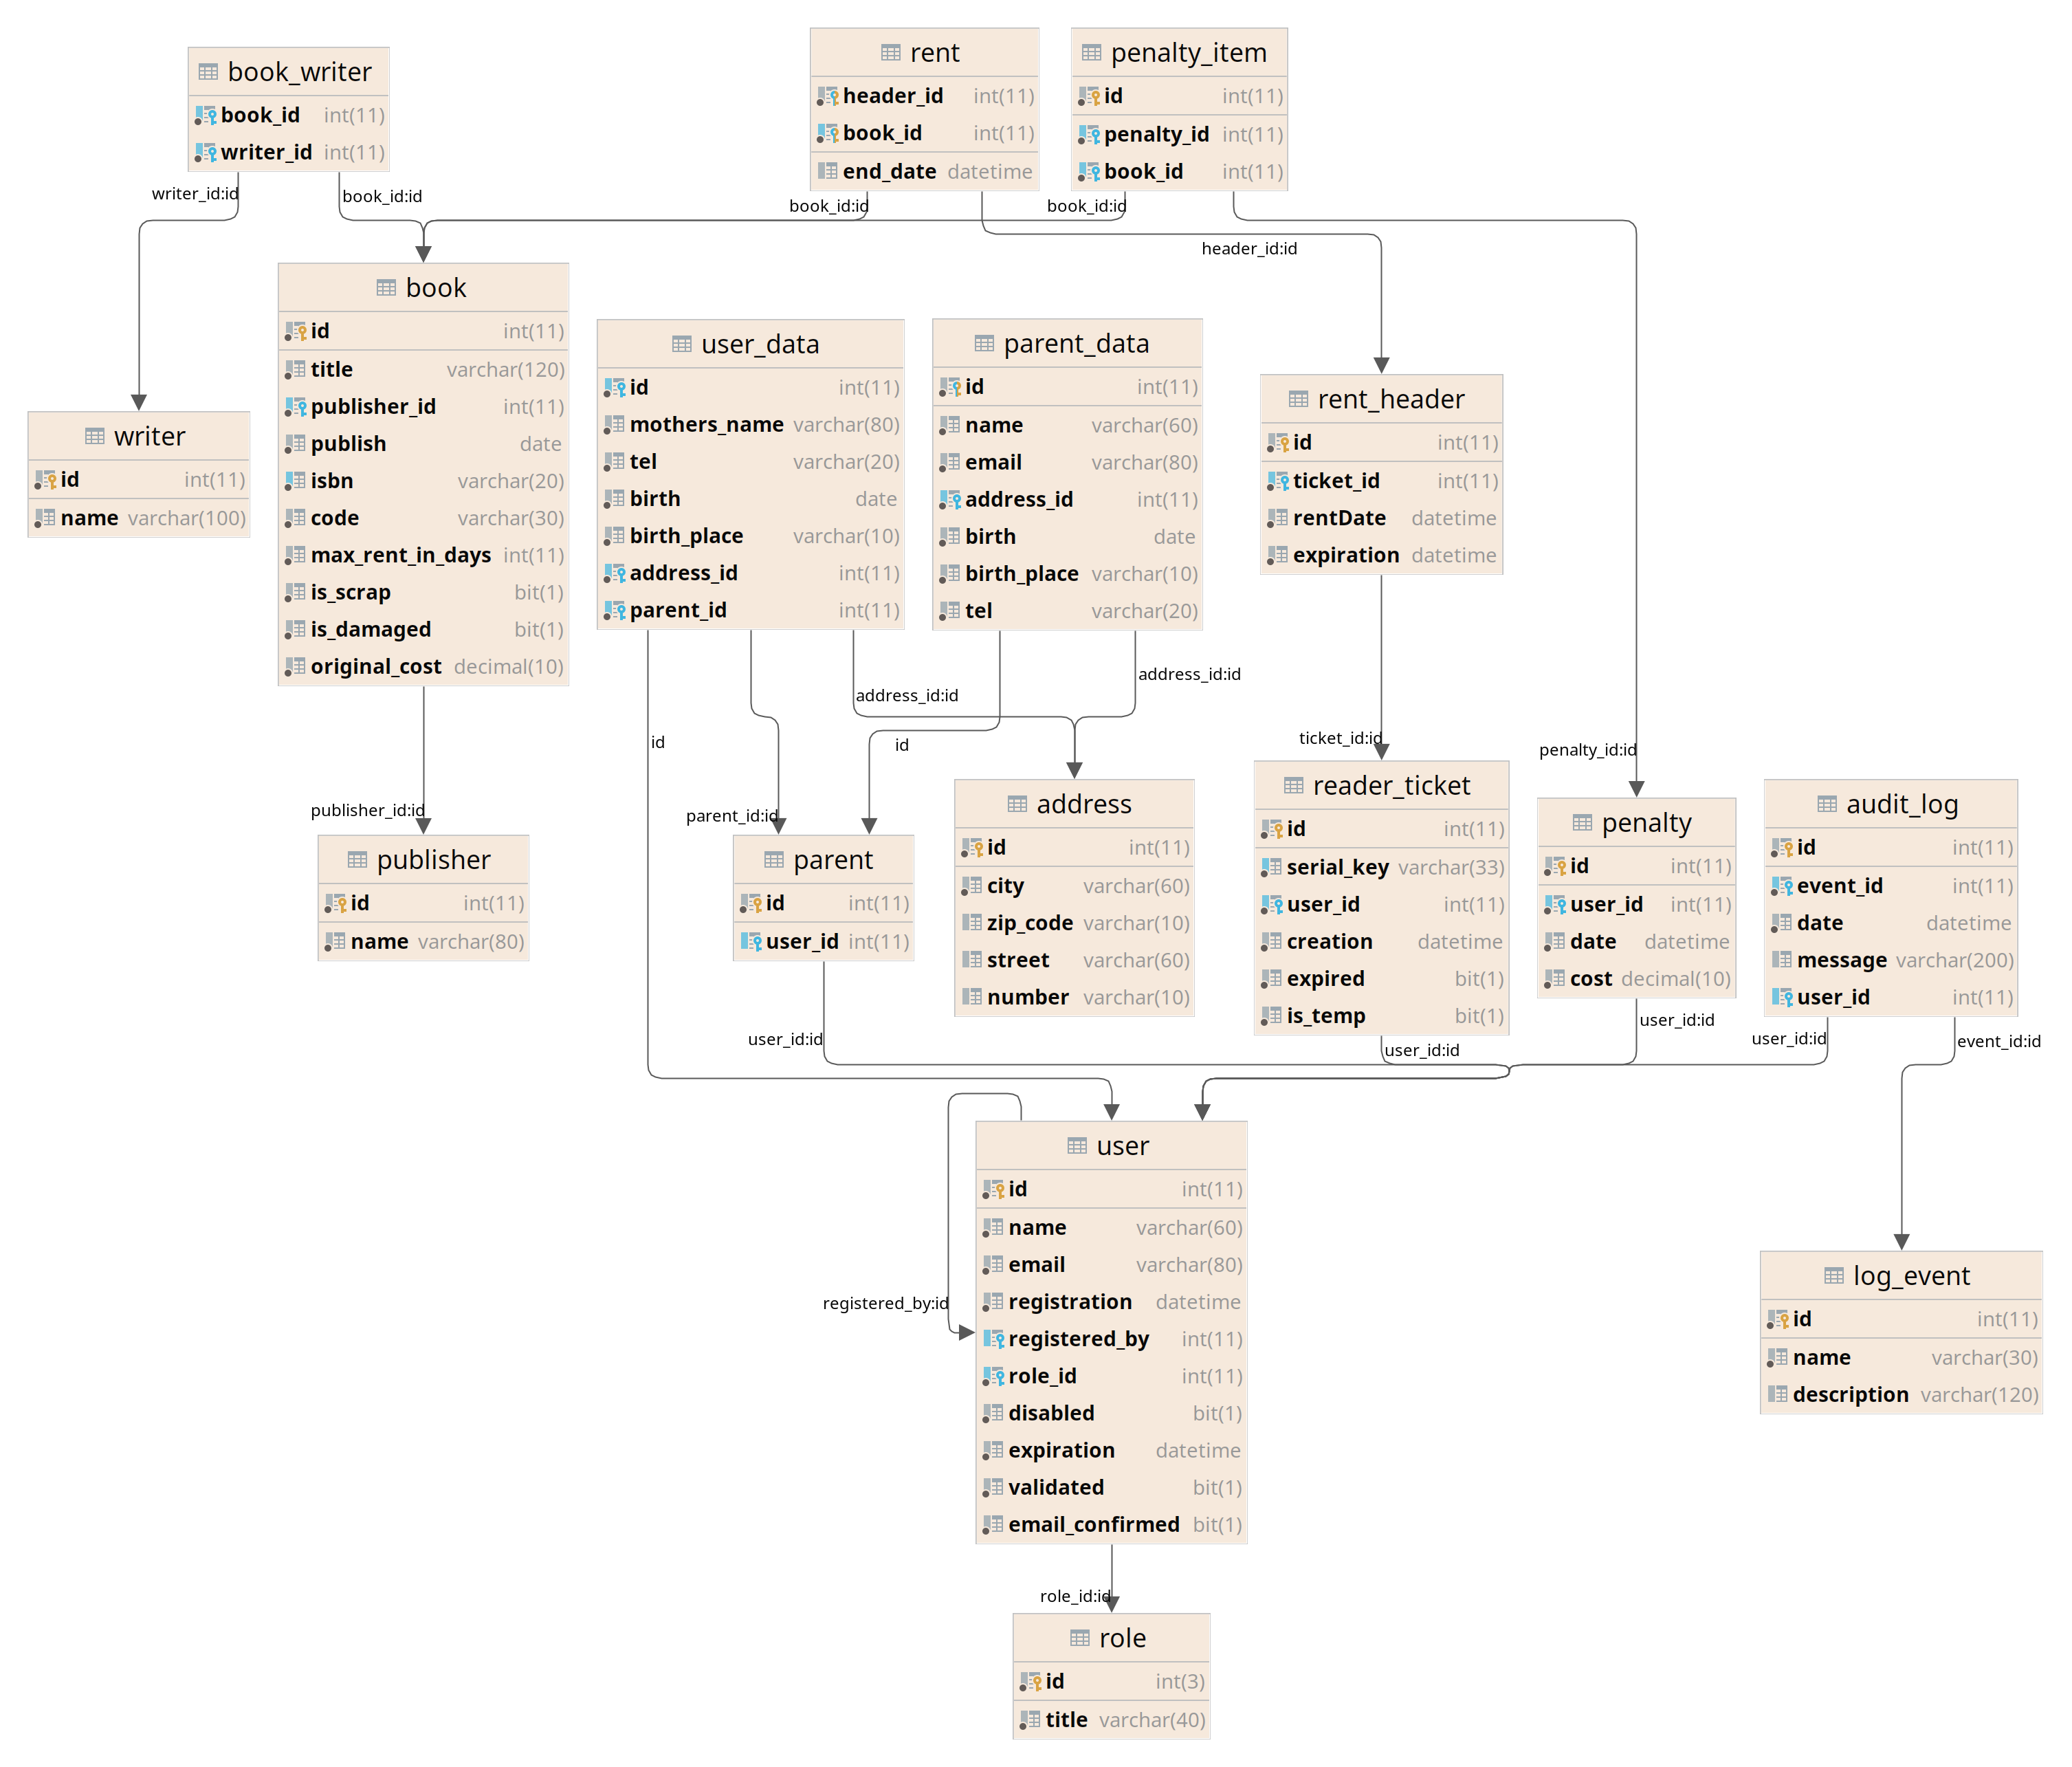 book_writer
book_id int(11)
writer_id int(11)
rent
header_id int(11)
book_id int(11)
end_date datetime
penalty_item
id int(11)
penalty_id int(11)
book_id int(11)
writer_id:id
book_id:id
book_id:id
book_id:id
header_id:id
book
id int(11)
title varchar(120)
publisher_id int(11)
publish date
isbn varchar(20)
code varchar(30)
max_rent_in_days int(11)
is_scrap bit(1)
is_damaged bit(1)
original_cost decimal(10)
user_data
id int(11)
mothers_name varchar(80)
tel varchar(20)
birth date
birth_place varchar(10)
address_id int(11)
parent_id int(11)
parent_data
id int(11)
name varchar(60)
email varchar(80)
address_id int(11)
birth date
birth_place varchar(10)
tel varchar(20)
rent_header
id int(11)
ticket_id int(11)
rentDate datetime
expiration datetime
writer
id int(11)
name varchar(100)
address_id:id
address_id:id
id
id
ticket_id:id
penalty_id:id
publisher_id:id
parent_id:id
publisher
id int(11)
name varchar(80)
parent
id int(11)
user_id int(11)
address
id int(11)
city varchar(60)
zip_code varchar(10)
street varchar(60)
number varchar(10)
reader_ticket
id int(11)
serial_key varchar(33)
user_id int(11)
creation datetime
expired bit(1)
is_temp bit(1)
penalty
id int(11)
user_id int(11)
date datetime
cost decimal(10)
audit_log
id int(11)
event_id int(11)
date datetime
message varchar(200)
user_id int(11)
user_id:id
user_id:id
user_id:id
user_id:id
event_id:id
user
id int(11)
name varchar(60)
email varchar(80)
registration datetime
registered_by int(11)
role_id int(11)
disabled bit(1)
expiration datetime
validated bit(1)
email_confirmed bit(1)
registered_by:id
log_event
id int(11)
name varchar(30)
description varchar(120)
role_id:id
role
id int(3)
title varchar(40)